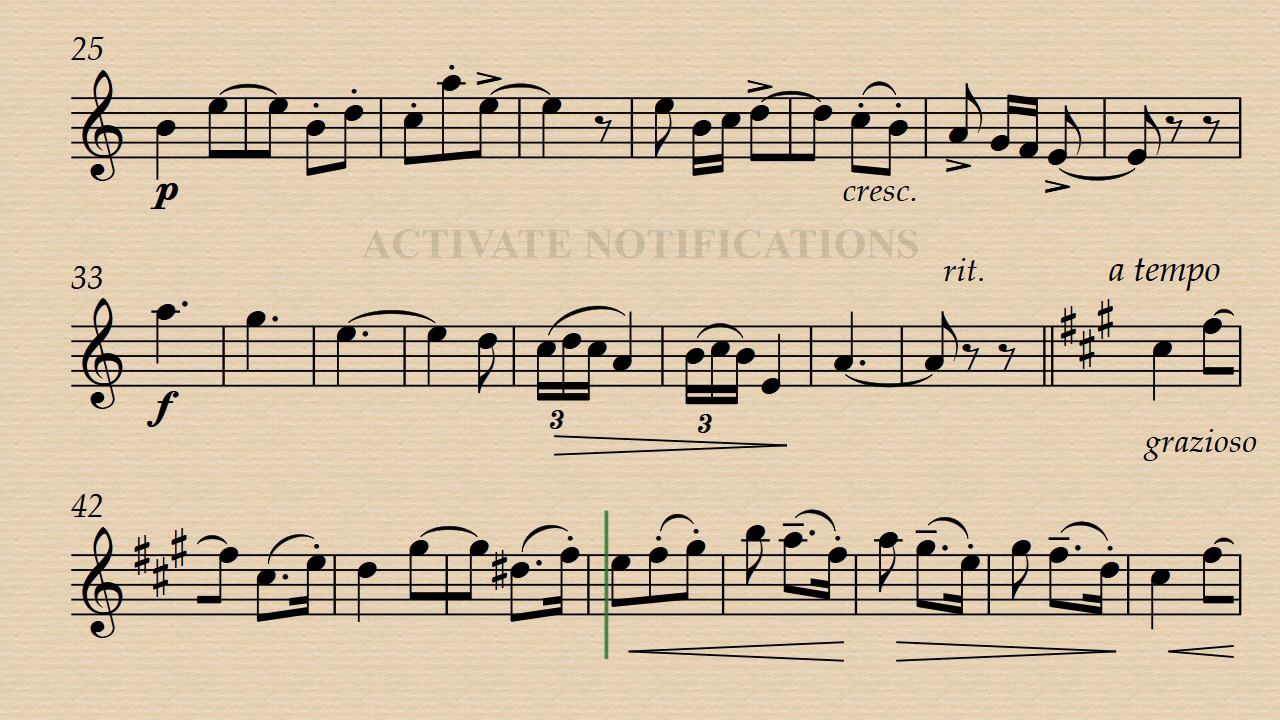 25
p
cresc.
ACTIVATE NOTIFICATIONS
rit. a tempo
33
f
3 3
grazioso
42